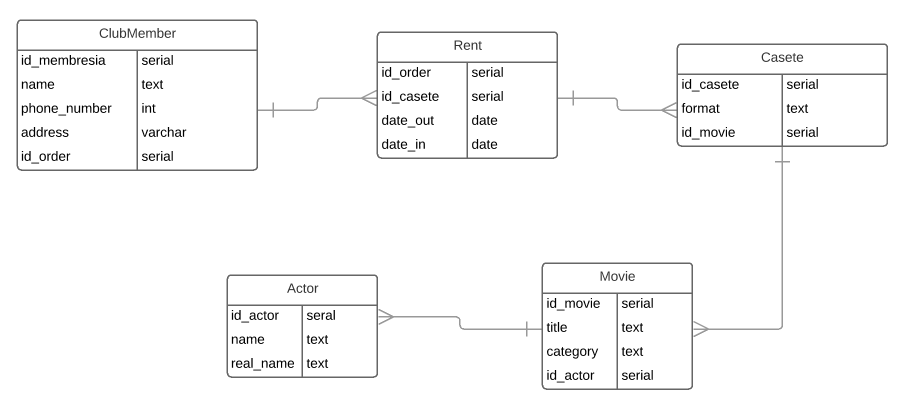 ClubMember
id_membresia serial
name text
phone_number int
address varchar
id_order serial
Rent
id_order serial
id_casete serial
date_out date
date_in date
Casete
id_casete serial
format text
id_movie serial
Actor
id_actor seral
name text
real_name text
Movie
id_movie serial
title text
category text
id_actor serial